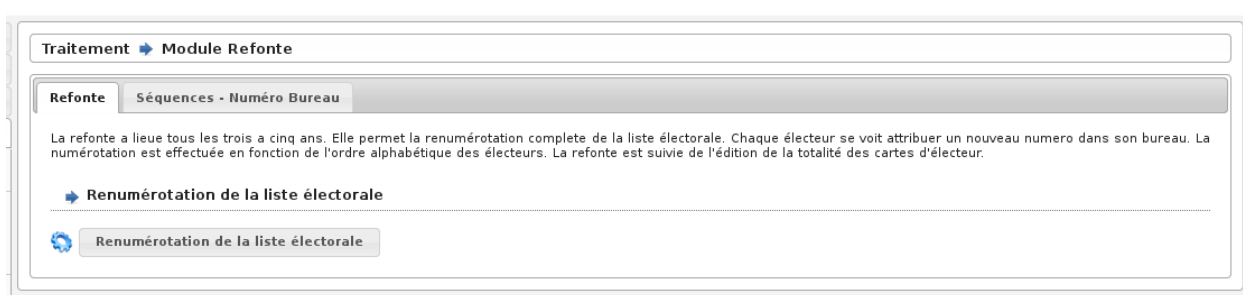 Traitement Module Refonte
Refonte Séquences - Numéro Bureau
La refonte a lieue tous les trois a cinq ans. Elle permet la renumérotation complete de la liste électorale. Chaque électeur se voit attribuer un nouveau numero dans son bureau. La
numérotation est effectuée en fonction de l'ordre alphabétique des électeurs. La refonte est suivie de l'édition de la totalité des cartes d'électeur.
Renumérotation de la liste électorale
Renumérotation de la liste électorale